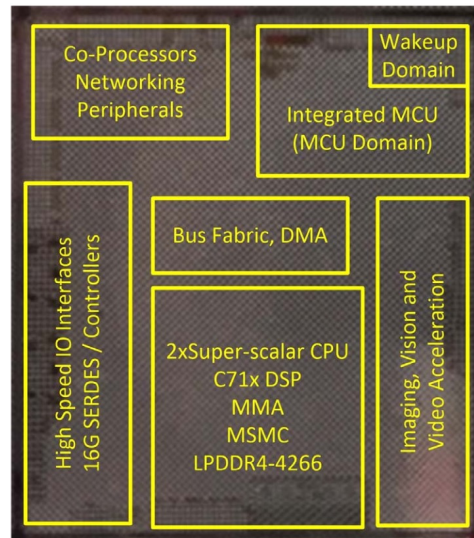 Co-Processors
Networking
Peripherals
Wakeup
Domain
Integrated MCU
(MCU Domain)
High Speed IO Interfaces
16G SERDES / Controllers
Bus Fabric, DMA
2xSuper-scalar CPU
C71x DSP
MMA
MSMC
LPDDR4-4266
Imaging, Vision and
Video Acceleration